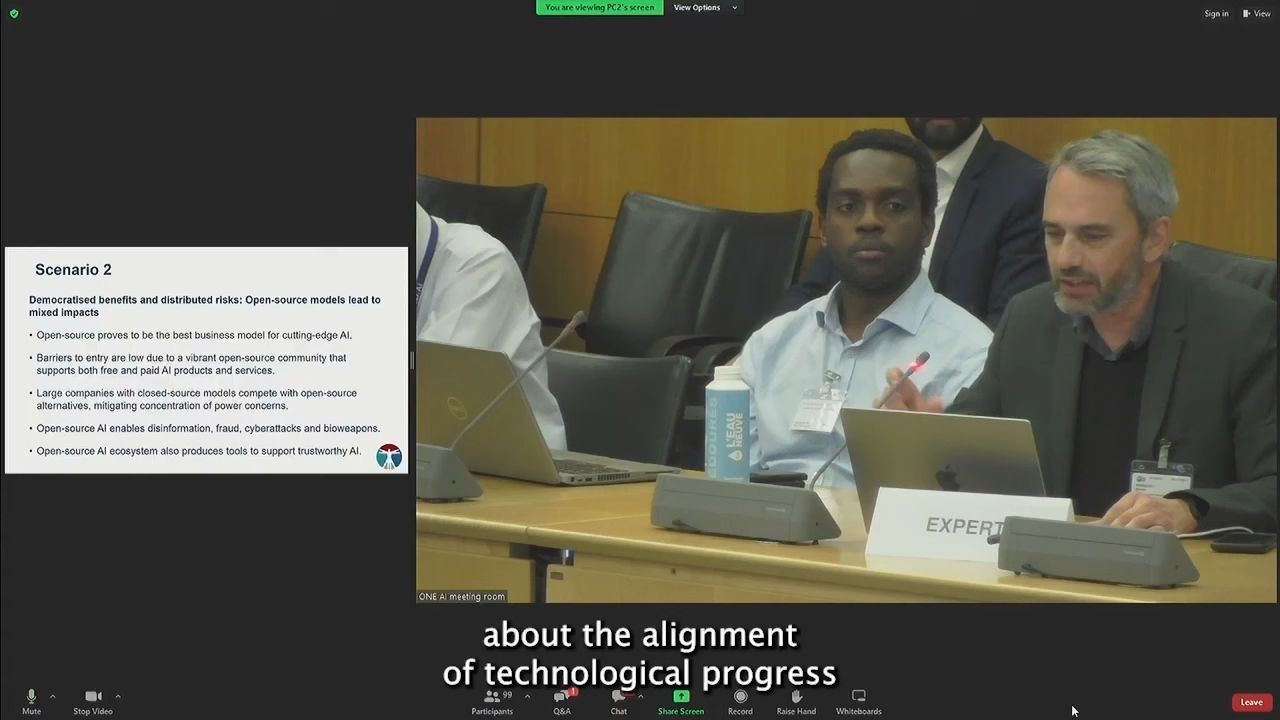 You are viewing PC2's screen
View Options
Sign in
View
Scenario 2
Democratised benefits and distributed risks: Open-source models lead to
mixed impacts
• Open-source proves to be the best business model for cutting-edge AI.
• Barriers to entry are low due to a vibrant open-source community that
supports both free and paid AI products and services.
• Large companies with closed-source models compete with open-source
alternatives, mitigating concentration of power concerns.
• Open-source AI enables disinformation, fraud, cyberattacks and bioweapons.
• Open-source AI ecosystem also produces tools to support trustworthy AI.
L'EAU
NEUVE
EXPERT
ONE AI meeting room
about the alignment
of technological progress
99
1
Mute
Stop Video
Participants
Q&A
Chat
Share Screen
Record
Raise Hand
Whiteboards
Leave